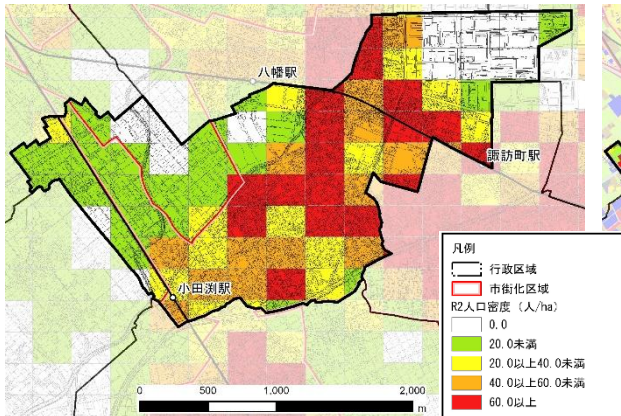 八幡駅
諏訪町駅
小田渕駅
凡例
行政区域
市街化区域
R2人口密度 (人/ha)
0.0
20.0未満
20.0以上40.0未満
40.0以上60.0未満
60.0以上
0 500 1,000 2,000
m